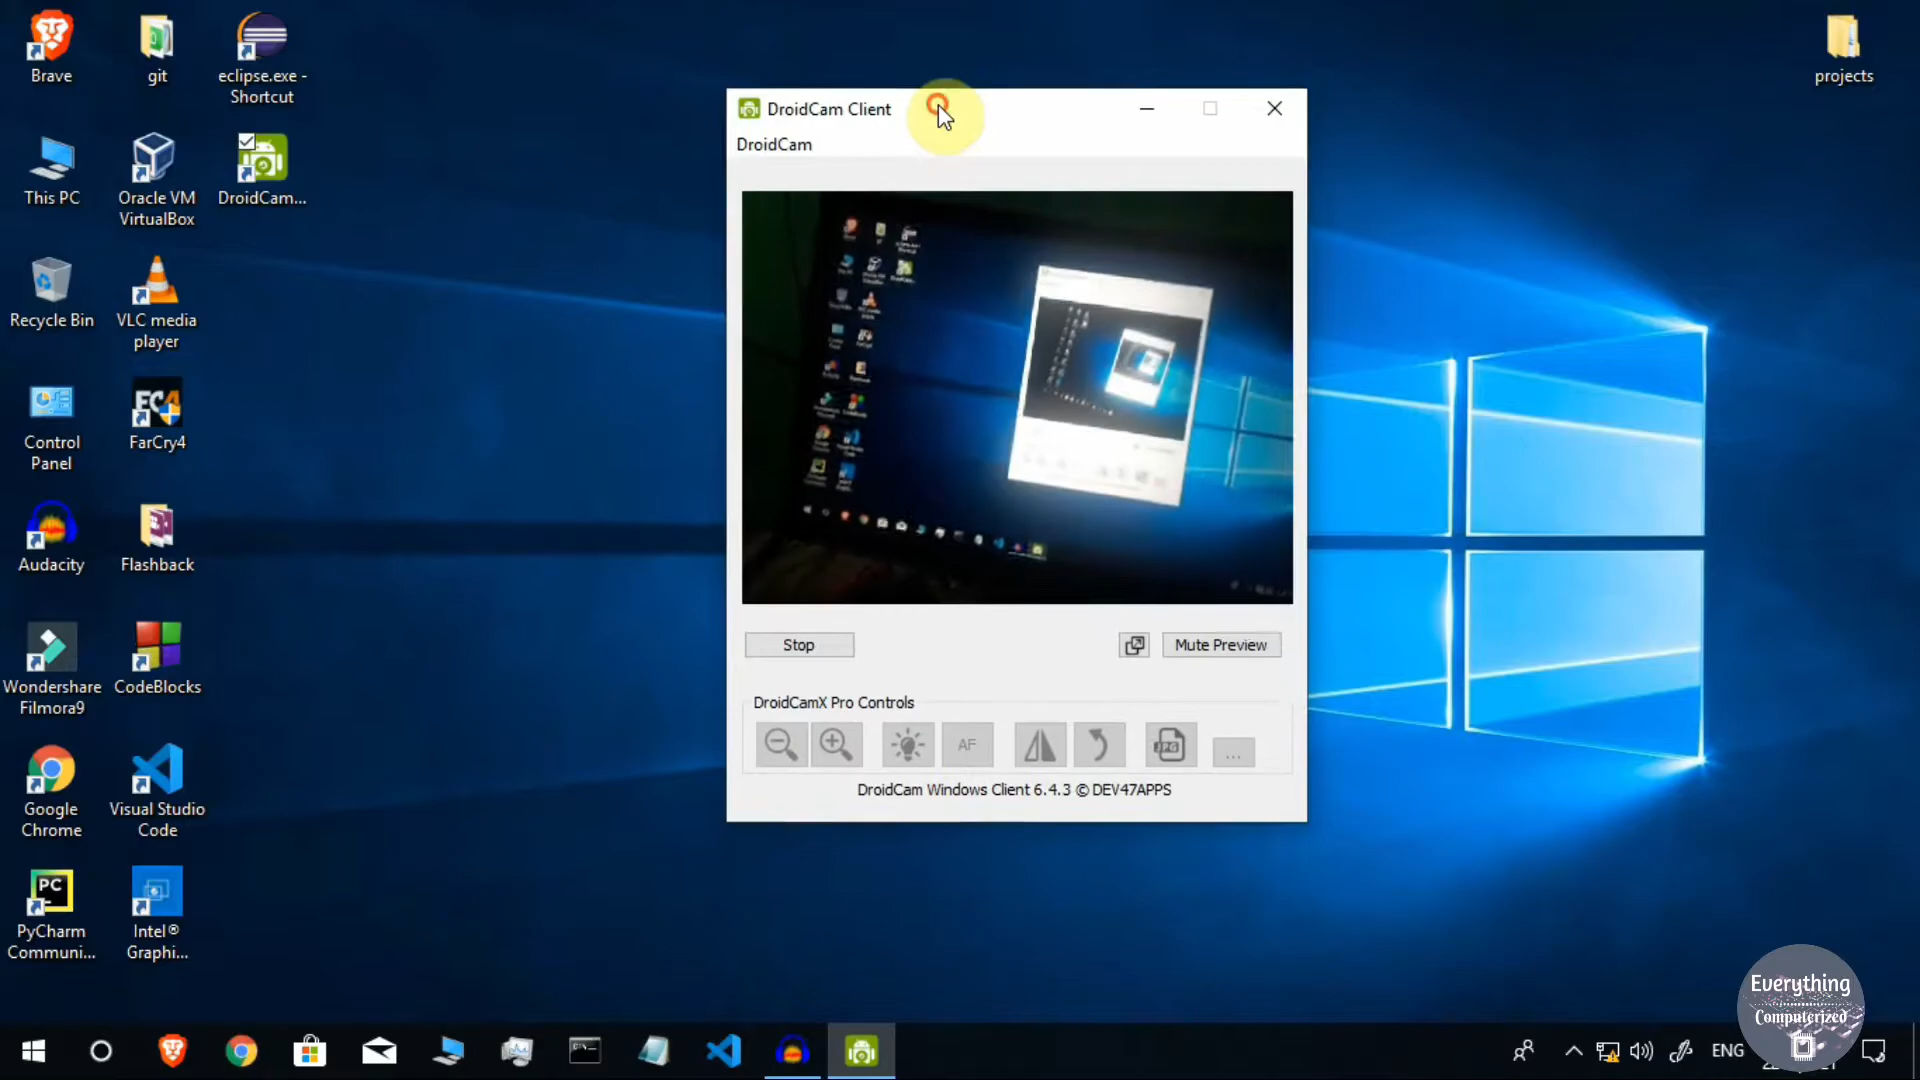 Brave
git
eclipse.exe -
Shortcut
projects
This PC
Oracle VM
VirtualBox
DroidCam...
Recycle Bin
VLC media
player
Control
Panel
FarCry4
Audacity
Flashback
Wondershare
Filmora9
CodeBlocks
Google
Chrome
Visual Studio
Code
PC
PyCharm
Communi...
Intel®
Graphi...
DroidCam Client
DroidCam
Stop
Mute Preview
DroidCamX Pro Controls
AF
JPG
...
DroidCam Windows Client 6.4.3 © DEV47APPS
Everything
Computerized
ENG